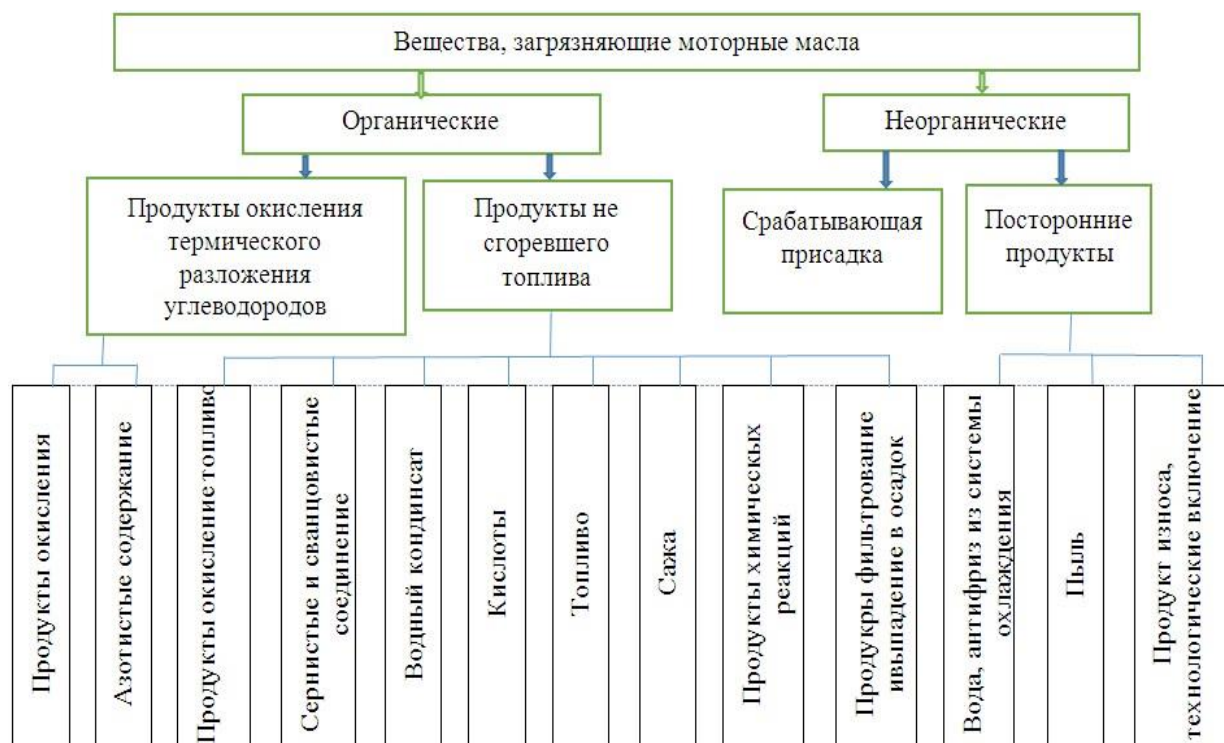 Вещества, загрязняющие моторные масла
Органические
Неорганические
Продукты окисления
термического
разложения
углеводородов
Продукты не
сгоревшего
топлива
Срабатывающая
присадка
Посторонние
продукты
Продукты окисления
Азотистые содержание
Продукты окисление топливо
Сернистые и сванцовистые
соединение
Водный кондинсат
Кислоты
Топливо
Сажа
Продукты химическых
реакций
Продукры фильтрование
ивыпадение в осадок
Вода, антифриз из системы
охлаждения
Пыль
Продукт износа,
технологические включение